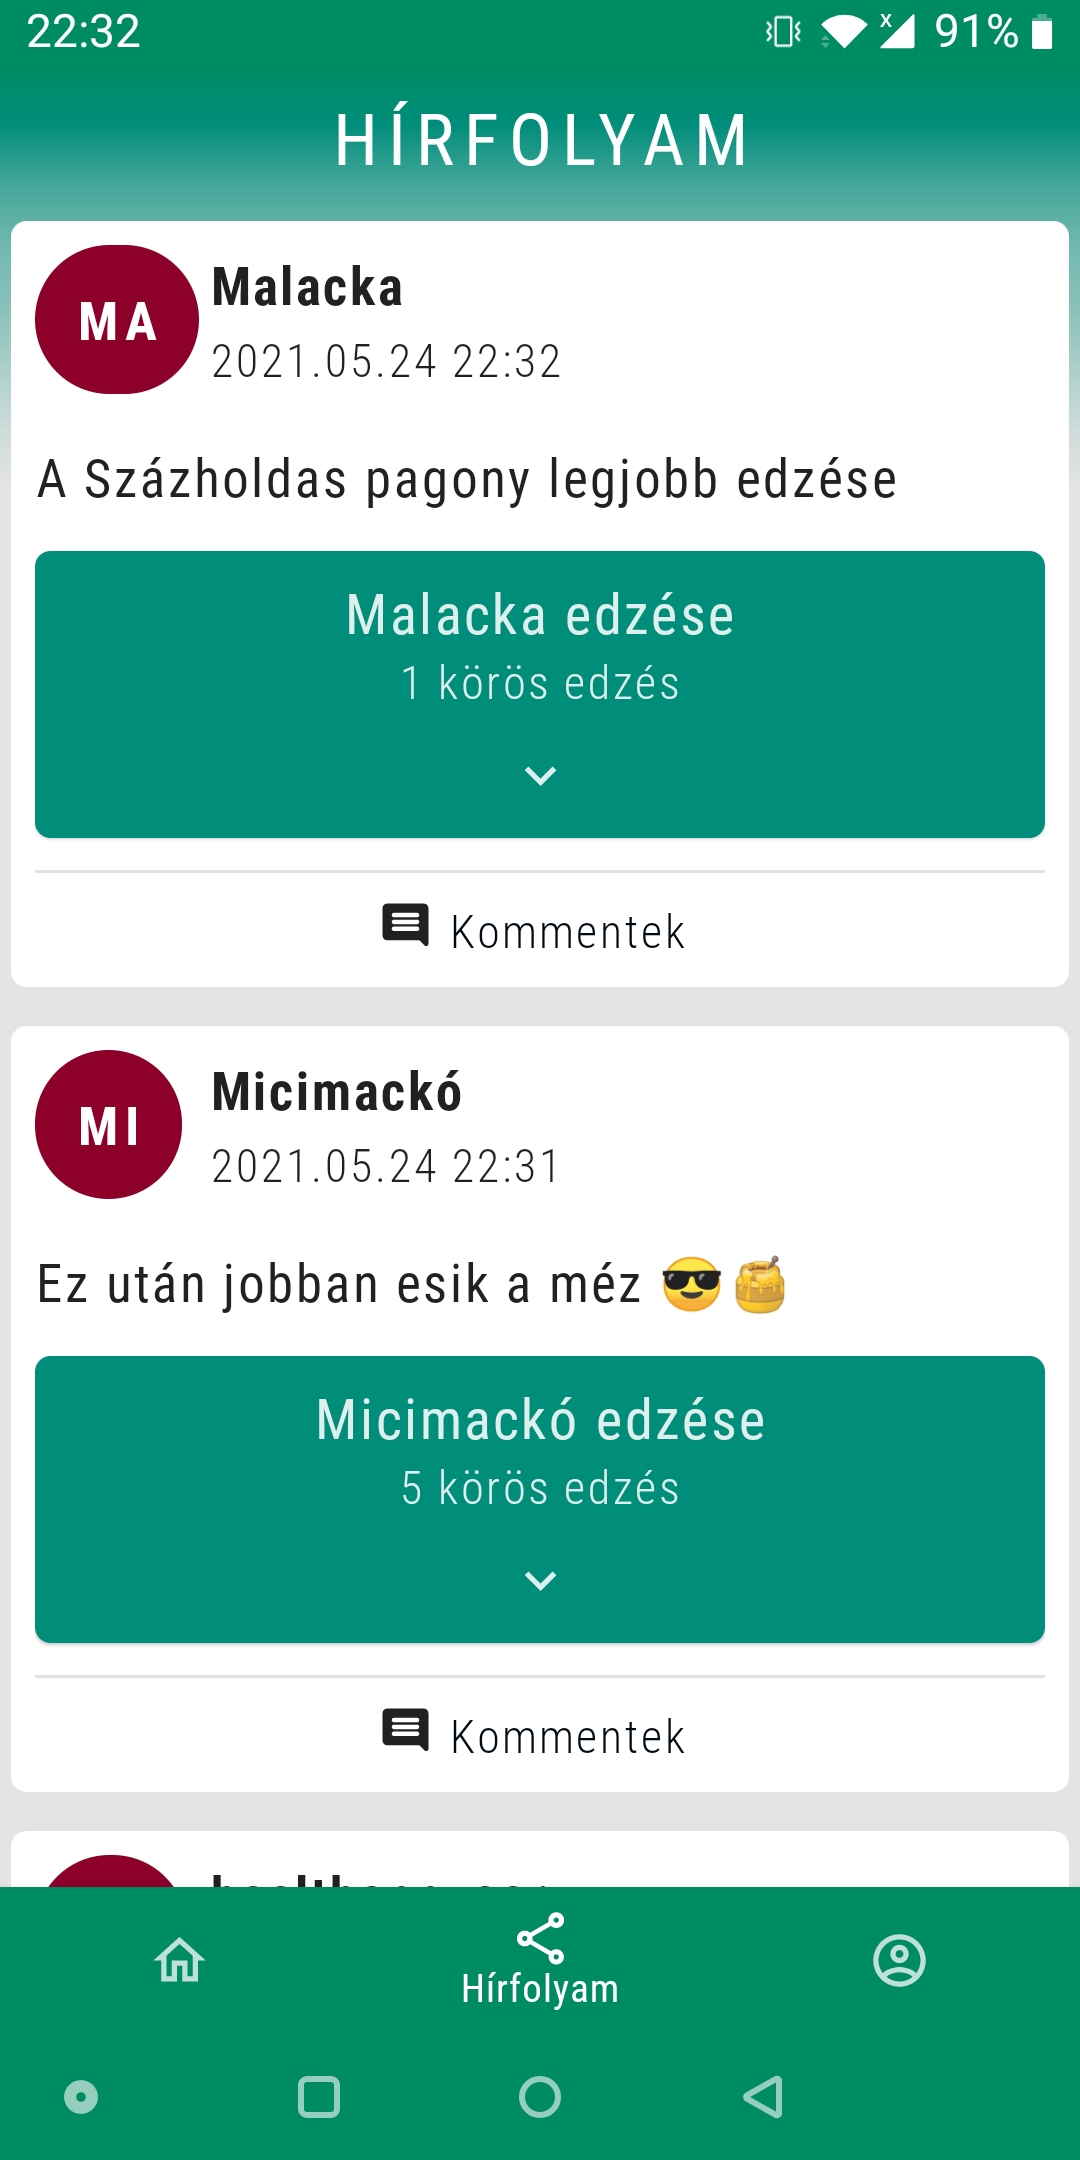 22:32
x
91%
HÍRFOLYAM
MA
Malacka
2021.05.24 22:32
A Százholdas pagony legjobb edzése
Malacka edzése
1 körös edzés
Kommentek
MI
Micimackó
2021.05.24 22:31
Ez után jobban esik a méz 😎🍯
Micimackó edzése
5 körös edzés
Kommentek
Hírfolyam